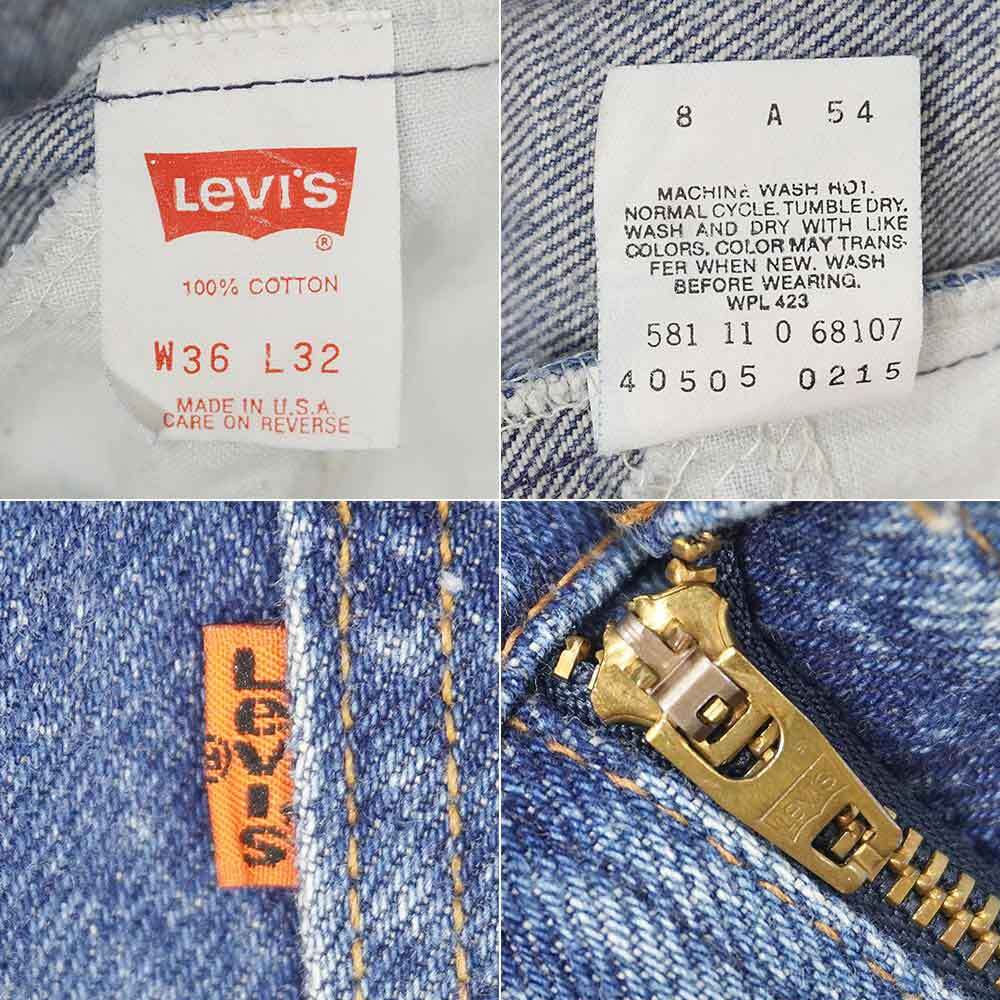 Levi's
®
100% COTTON
W36 L32
MADE IN U.S.A.
CARE ON REVERSE
8 A 54
MACHINE WASH HOT.
NORMAL CYCLE. TUMBLE DRY.
WASH AND DRY WITH LIKE
COLORS. COLOR MAY TRANS-
FER WHEN NEW. WASH
BEFORE WEARING.
WPL 423
581 11 0 68107
40505 0215
LeVI'S
®
LEVI'S